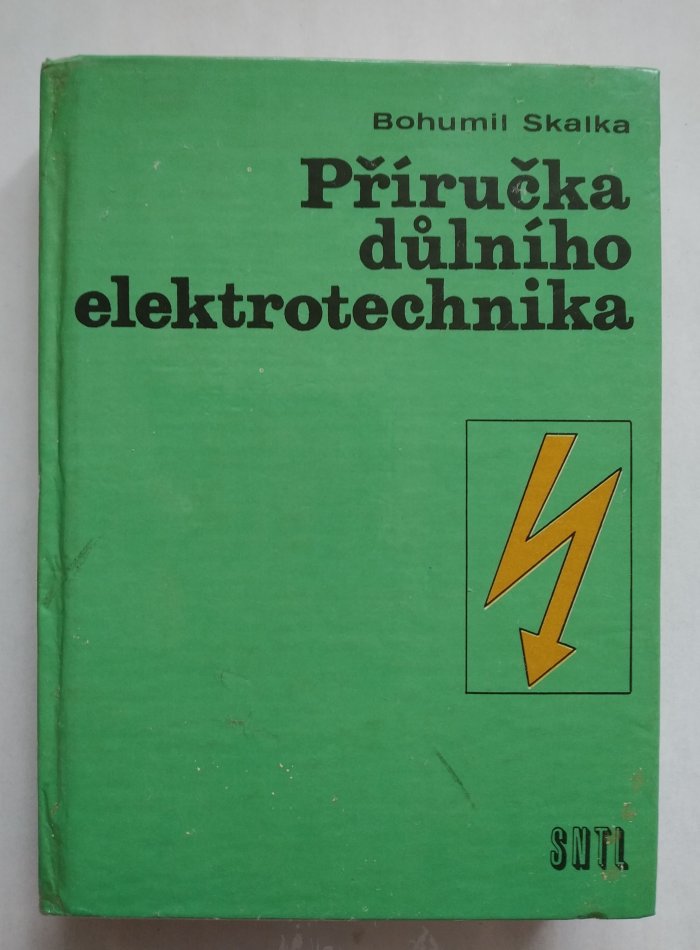 Bohumil Skalka
Příručka
důlního
elektrotechnika
SNTL